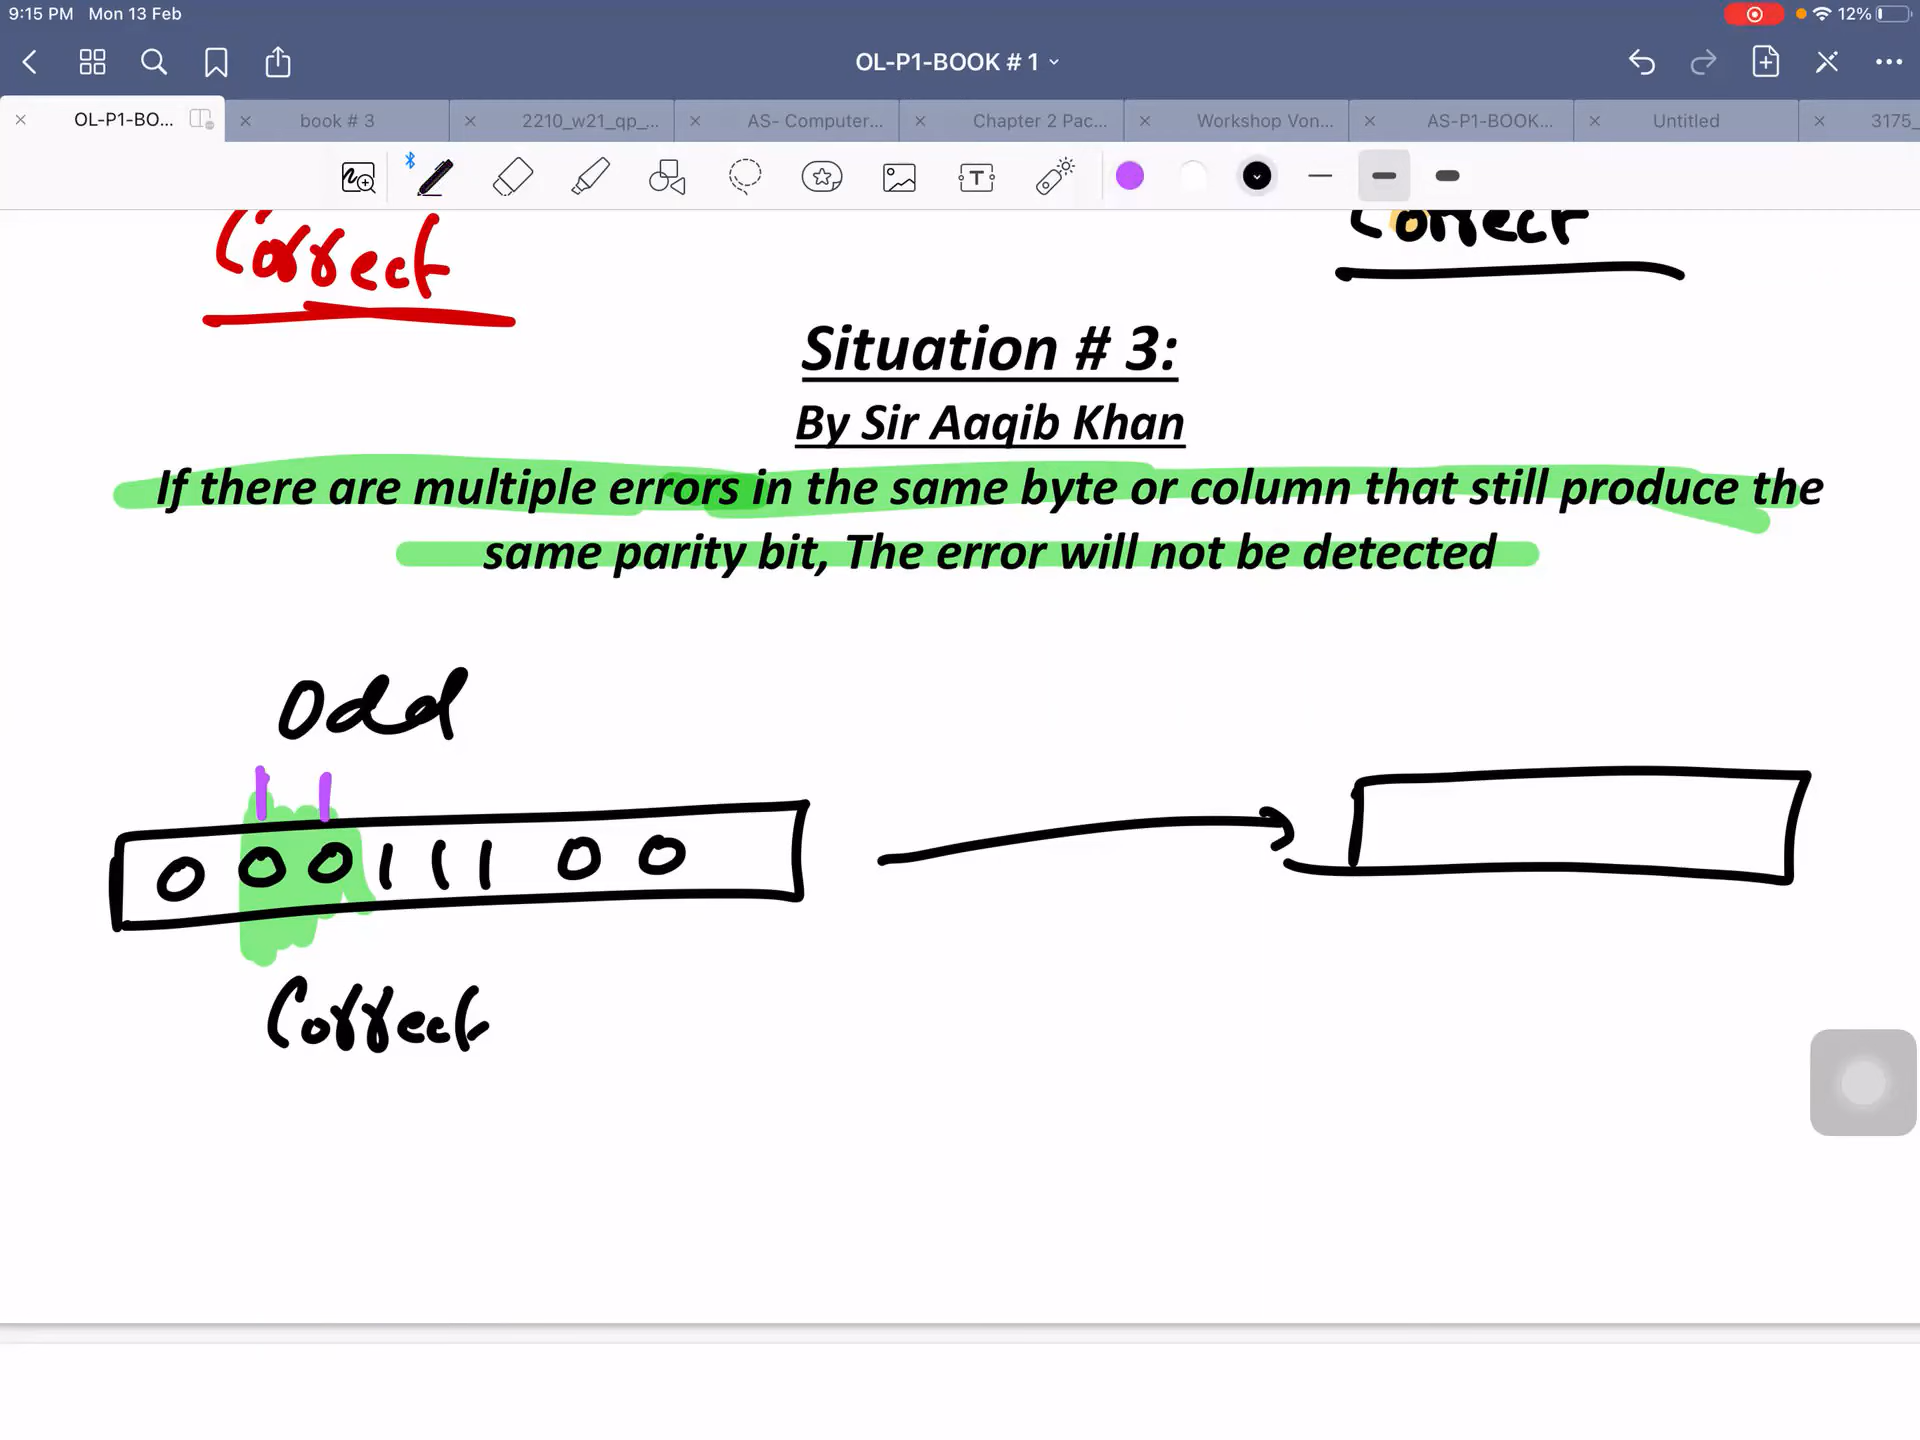 9:15 PM Mon 13 Feb
12%
OL-P1-BOOK # 1
OL-P1-BO...
book # 3
2210_w21_qp_...
AS- Computer...
Chapter 2 Pac...
Workshop Von...
AS-P1-BOOK...
Untitled
3175_
Correct
Correct
Situation # 3:
By Sir Aaqib Khan
If there are multiple errors in the same byte or column that still produce the
same parity bit, The error will not be detected
Odd
1 1
0 0 0 1 1 1 0 0
Correct